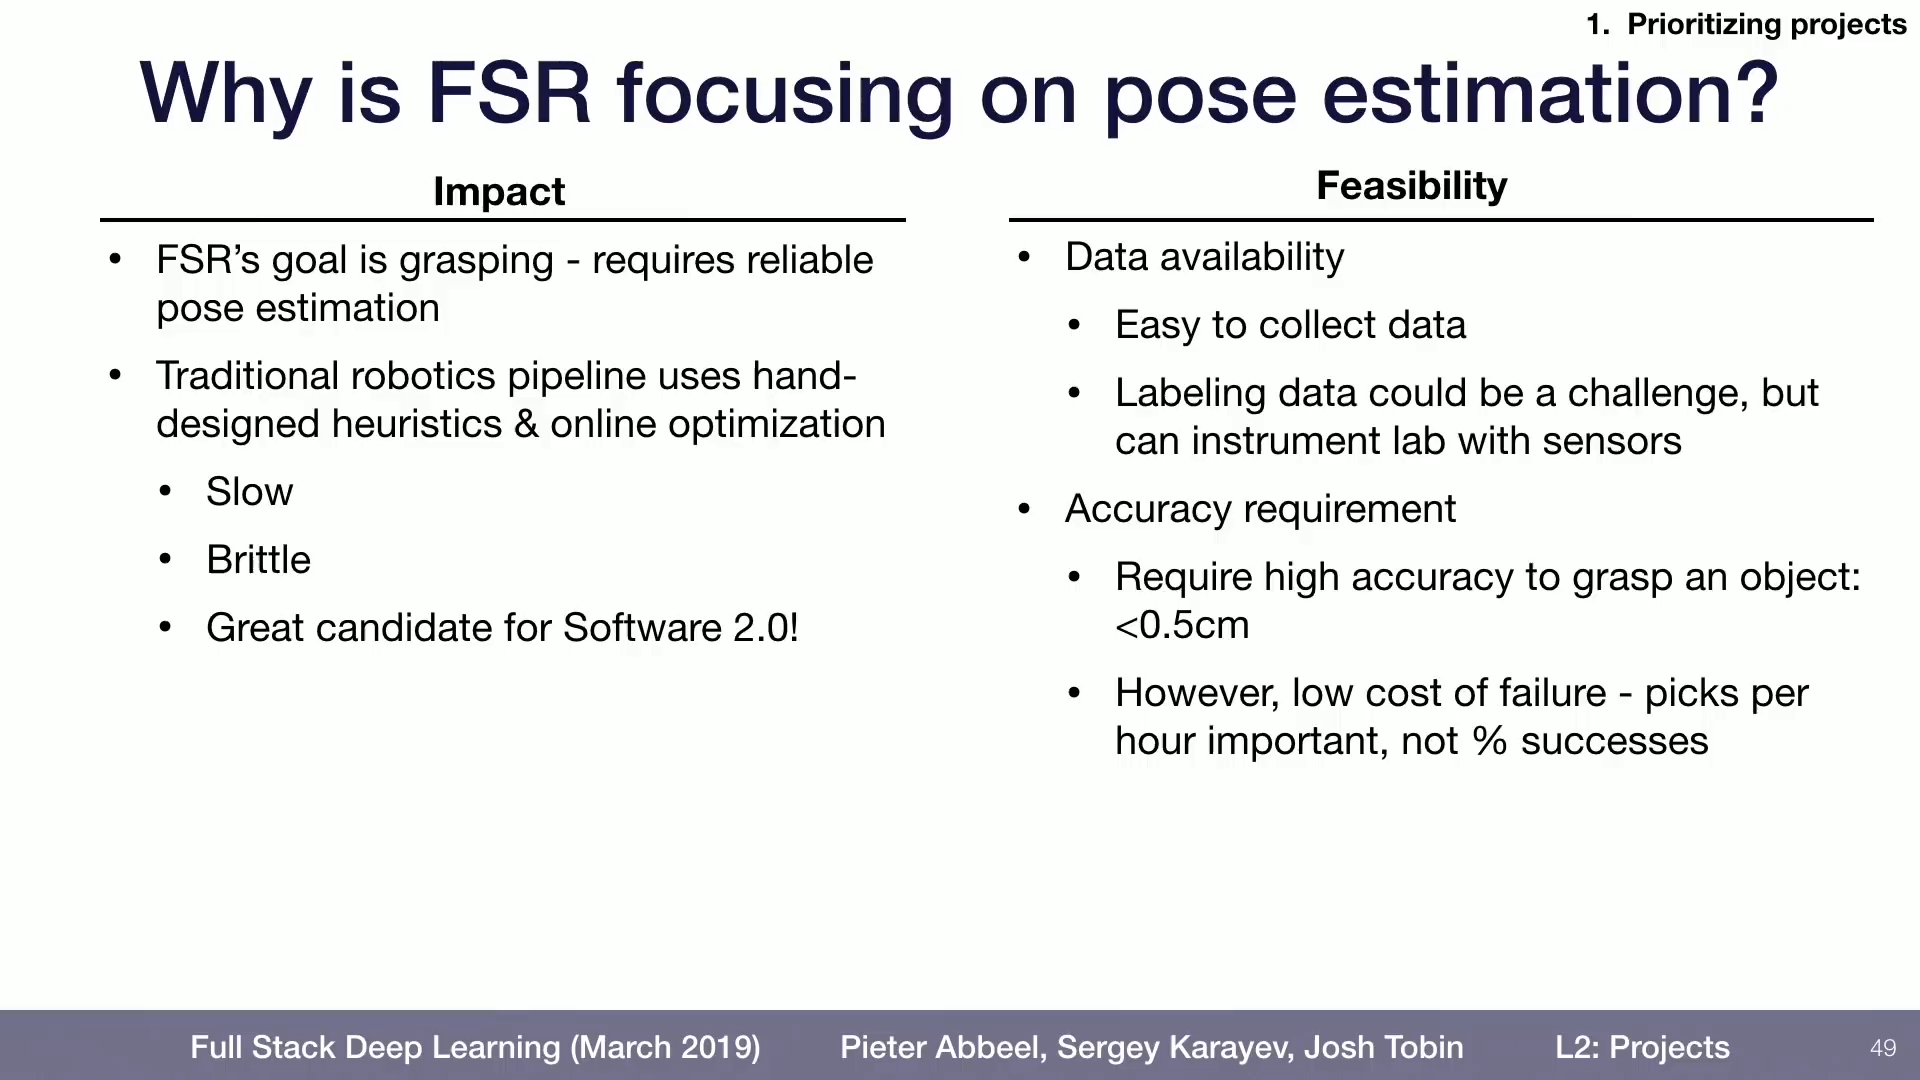 1. Prioritizing projects
Why is FSR focusing on pose estimation?
Impact
• FSR’s goal is grasping - requires reliable
pose estimation
• Traditional robotics pipeline uses hand-
designed heuristics & online optimization
• Slow
• Brittle
• Great candidate for Software 2.0!
Feasibility
• Data availability
• Easy to collect data
• Labeling data could be a challenge, but
can instrument lab with sensors
• Accuracy requirement
• Require high accuracy to grasp an object:
<0.5cm
• However, low cost of failure - picks per
hour important, not % successes
Full Stack Deep Learning (March 2019) Pieter Abbeel, Sergey Karayev, Josh Tobin L2: Projects 49